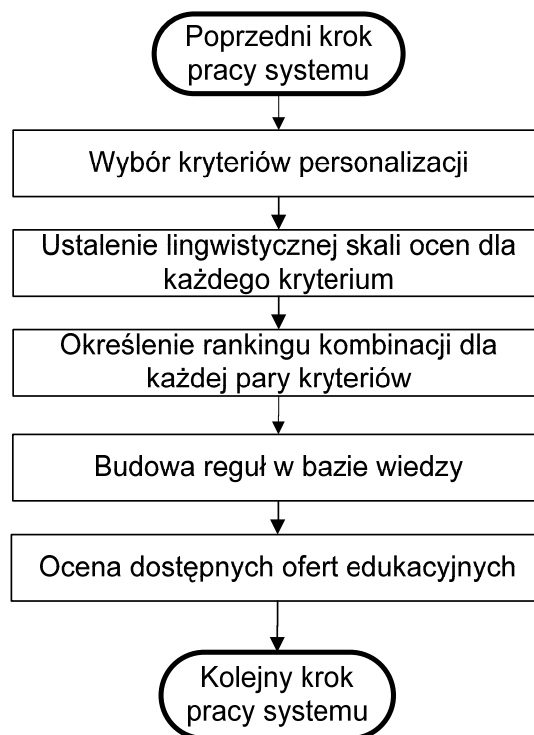 Poprzedni krok
pracy systemu
Wybór kryteriów personalizacji
Ustalenie lingwistycznej skali ocen dla
każdego kryterium
Określenie rankingu kombinacji dla
każdej pary kryteriów
Budowa reguł w bazie wiedzy
Ocena dostępnych ofert edukacyjnych
Kolejny krok
pracy systemu